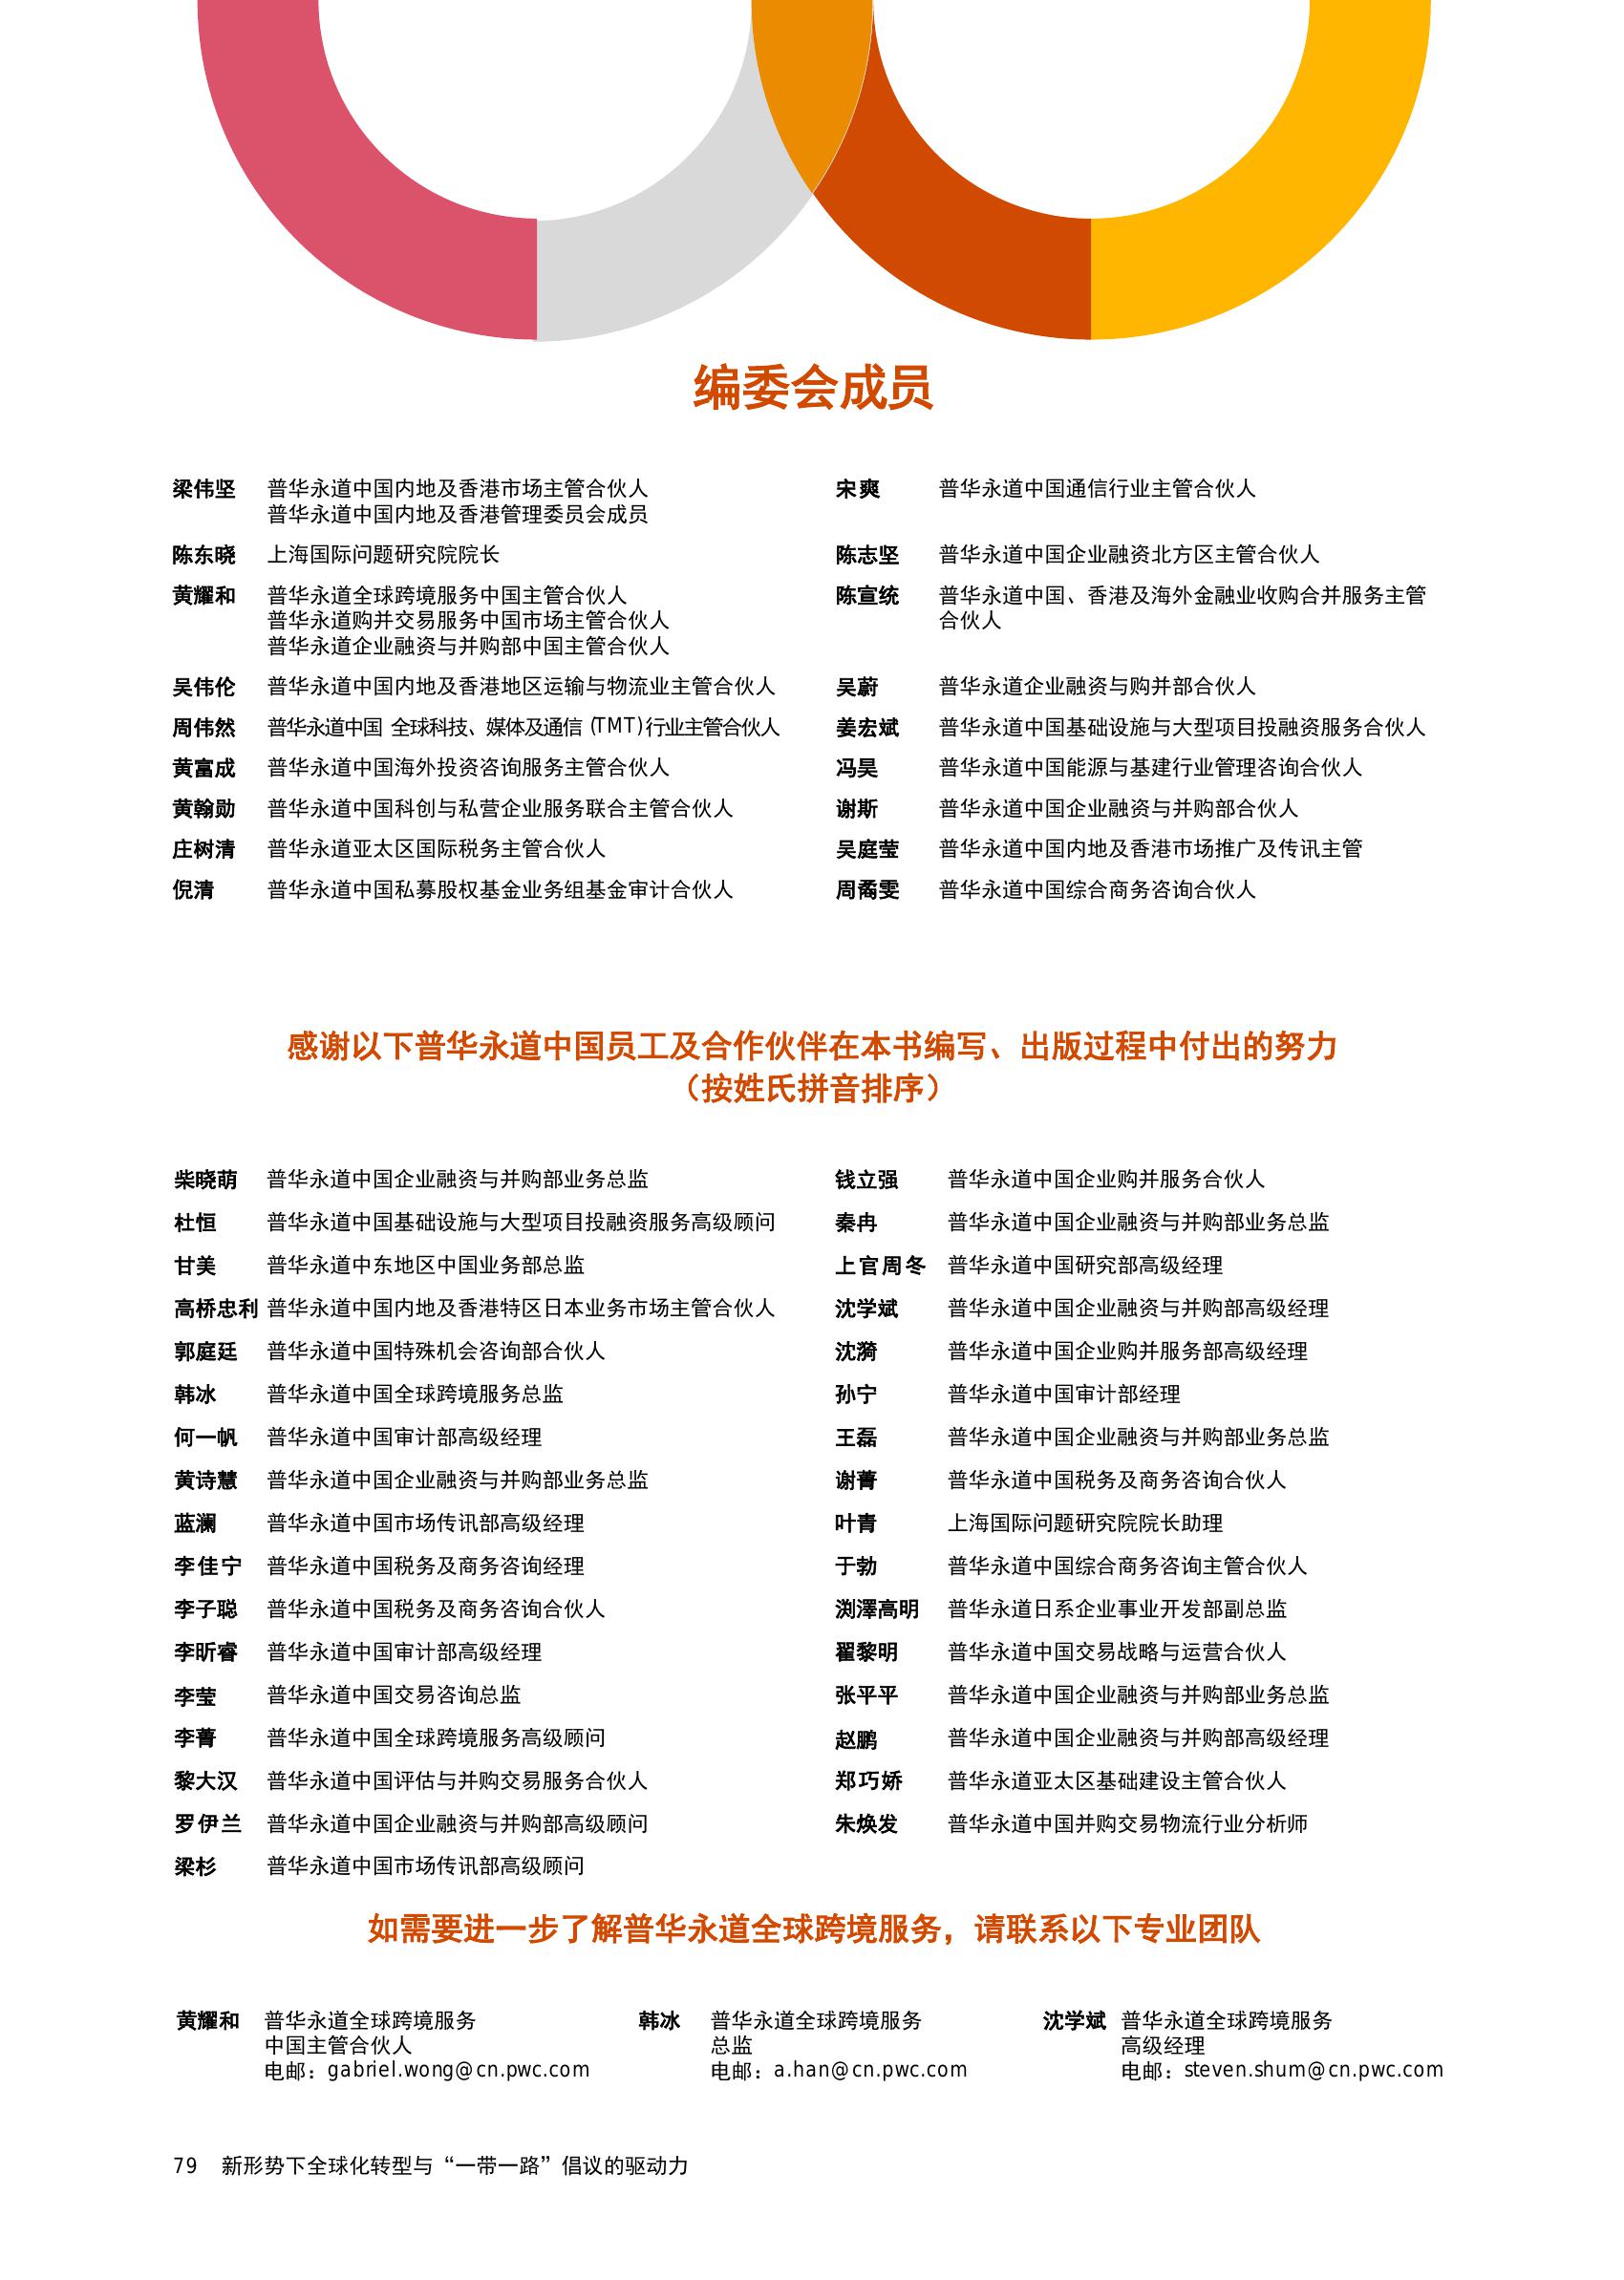 编委会成员
梁伟坚 普华永道中国内地及香港市场主管合伙人
普华永道中国内地及香港管理委员会成员
陈东晓 上海国际问题研究院院长
黄耀和 普华永道全球跨境服务中国主管合伙人
普华永道购并交易服务中国市场主管合伙人
普华永道企业融资与并购部中国主管合伙人
吴伟伦 普华永道中国内地及香港地区运输与物流业主管合伙人
周伟然 普华永道中国 全球科技、媒体及通信 (TMT) 行业主管合伙人
黄富成 普华永道中国海外投资咨询服务主管合伙人
黄翰勋 普华永道中国科创与私营企业服务联合主管合伙人
庄树清 普华永道亚太区国际税务主管合伙人
倪清 普华永道中国私募股权基金业务组基金审计合伙人
宋爽 普华永道中国通信行业主管合伙人
陈志坚 普华永道中国企业融资北方区主管合伙人
陈宣统 普华永道中国、香港及海外金融业收购合并服务主管
合伙人
吴蔚 普华永道企业融资与购并部合伙人
姜宏斌 普华永道中国基础设施与大型项目投融资服务合伙人
冯昊 普华永道中国能源与基建行业管理咨询合伙人
谢斯 普华永道中国企业融资与并购部合伙人
吴庭莹 普华永道中国内地及香港市场推广及传讯主管
周矞雯 普华永道中国综合商务咨询合伙人
感谢以下普华永道中国员工及合作伙伴在本书编写、出版过程中付出的努力
（按姓氏拼音排序）
柴晓萌 普华永道中国企业融资与并购部业务总监
杜恒 普华永道中国基础设施与大型项目投融资服务高级顾问
甘美 普华永道中东地区中国业务部总监
高桥忠利 普华永道中国内地及香港特区日本业务市场主管合伙人
郭庭廷 普华永道中国特殊机会咨询部合伙人
韩冰 普华永道中国全球跨境服务总监
何一帆 普华永道中国审计部高级经理
黄诗慧 普华永道中国企业融资与并购部业务总监
蓝澜 普华永道中国市场传讯部高级经理
李佳宁 普华永道中国税务及商务咨询经理
李子聪 普华永道中国税务及商务咨询合伙人
李昕睿 普华永道中国审计部高级经理
李莹 普华永道中国交易咨询总监
李菁 普华永道中国全球跨境服务高级顾问
黎大汉 普华永道中国评估与并购交易服务合伙人
罗伊兰 普华永道中国企业融资与并购部高级顾问
梁杉 普华永道中国市场传讯部高级顾问
钱立强 普华永道中国企业购并服务合伙人
秦冉 普华永道中国企业融资与并购部业务总监
上官周冬 普华永道中国研究部高级经理
沈学斌 普华永道中国企业融资与并购部高级经理
沈漪 普华永道中国企业购并服务部高级经理
孙宁 普华永道中国审计部经理
王磊 普华永道中国企业融资与并购部业务总监
谢菁 普华永道中国税务及商务咨询合伙人
叶青 上海国际问题研究院院长助理
于勃 普华永道中国综合商务咨询主管合伙人
渕澤高明 普华永道日系企业事业开发部副总监
翟黎明 普华永道中国交易战略与运营合伙人
张平平 普华永道中国企业融资与并购部业务总监
赵鹏 普华永道中国企业融资与并购部高级经理
郑巧娇 普华永道亚太区基础建设主管合伙人
朱焕发 普华永道中国并购交易物流行业分析师
如需要进一步了解普华永道全球跨境服务，请联系以下专业团队
黄耀和 普华永道全球跨境服务
中国主管合伙人
电邮：gabriel.wong@cn.pwc.com
韩冰 普华永道全球跨境服务
总监
电邮：a.han@cn.pwc.com
沈学斌 普华永道全球跨境服务
高级经理
电邮：steven.shum@cn.pwc.com
79 新形势下全球化转型与“一带一路”倡议的驱动力